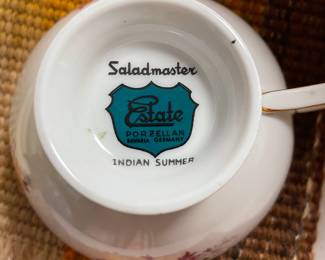 Saladmaster
Estate
PORZELLAN
BAVARIA GERMANY
INDIAN SUMMER